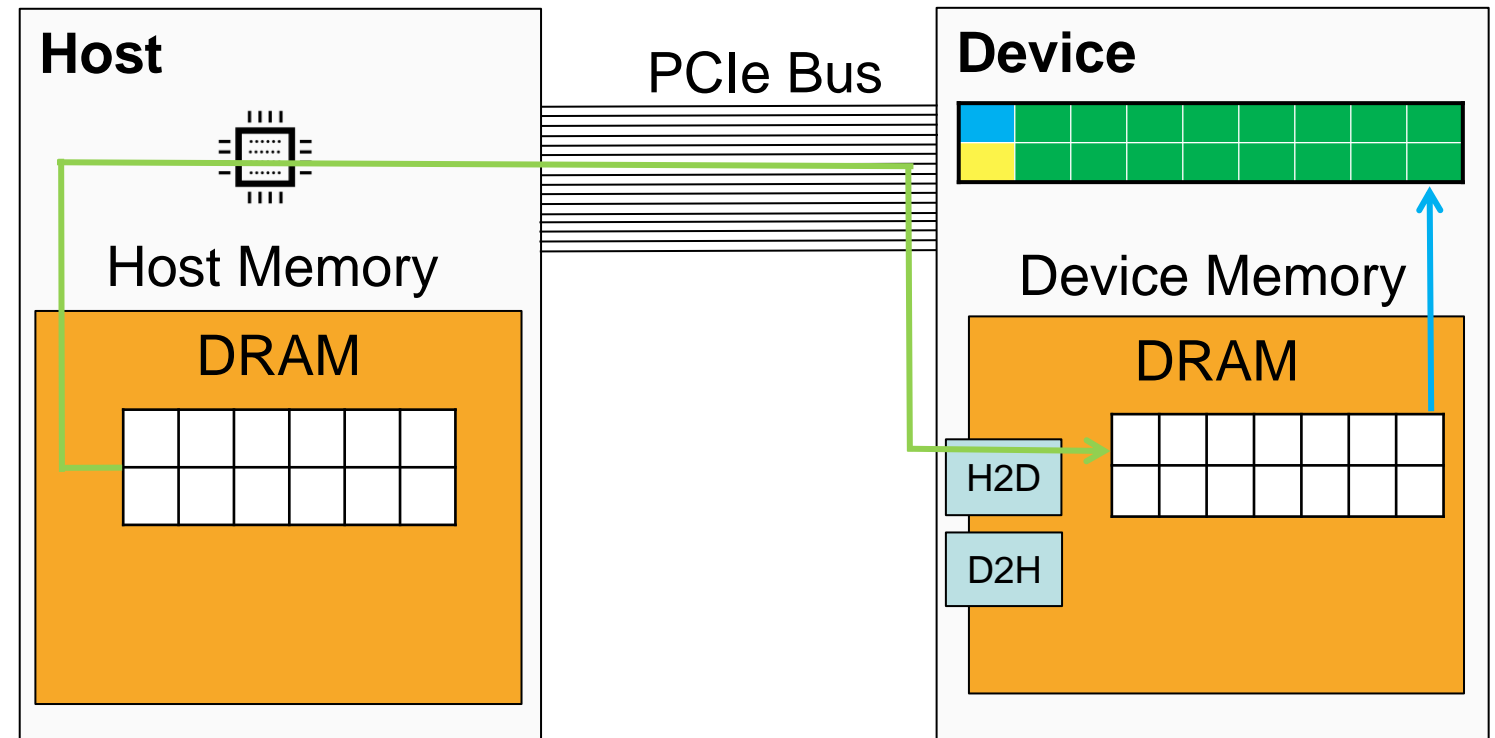 Host
PCIe Bus
Device
Host Memory
Device Memory
DRAM
DRAM
H2D
D2H